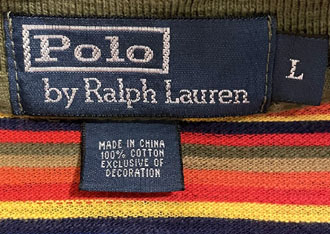 Polo
by Ralph Lauren
L
MADE IN CHINA
100% COTTON
EXCLUSIVE OF
DECORATION